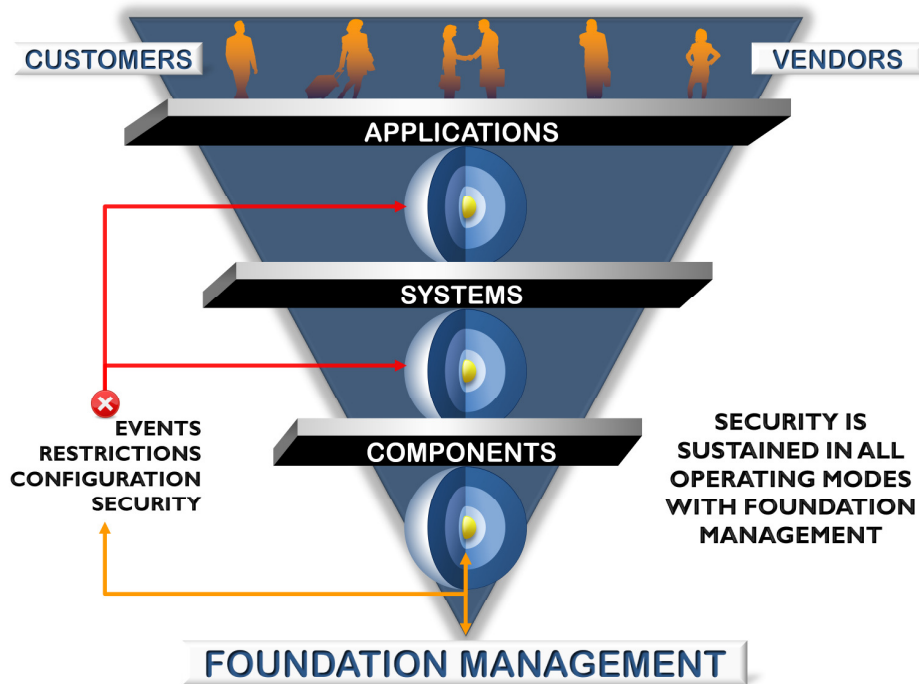 CUSTOMERS
VENDORS
APPLICATIONS
SYSTEMS
COMPONENTS
EVENTS
RESTRICTIONS
CONFIGURATION
SECURITY
SECURITY IS
SUSTAINED IN ALL
OPERATING MODES
WITH FOUNDATION
MANAGEMENT
FOUNDATION MANAGEMENT